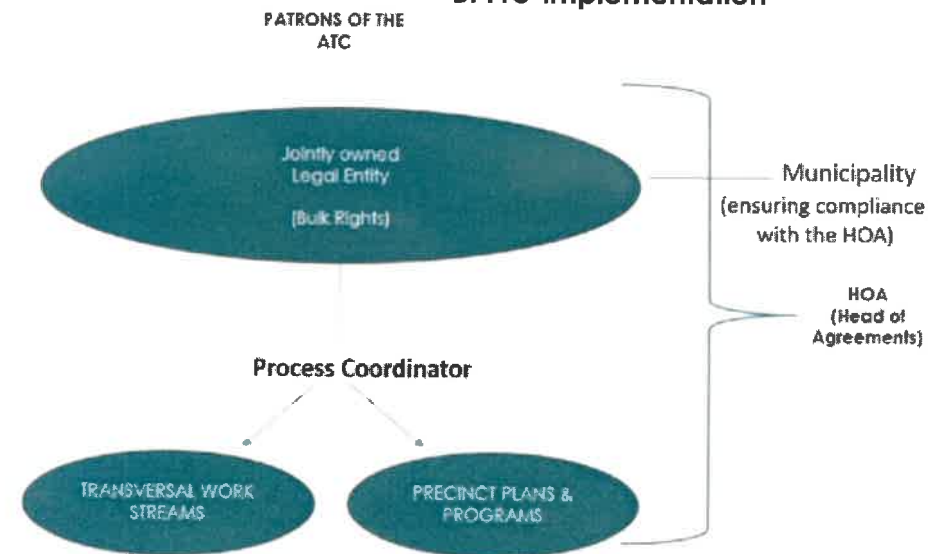 Implementation
PATRONS OF THE
ATC
Jointly owned
Legal Entity
(Bulk Rights)
Municipality
(ensuring compliance
with the HOA)
HOA
(Head of
Agreements)
Process Coordinator
TRANSVERSAL WORK
STREAMS
PRECINCT PLANS &
PROGRAMS